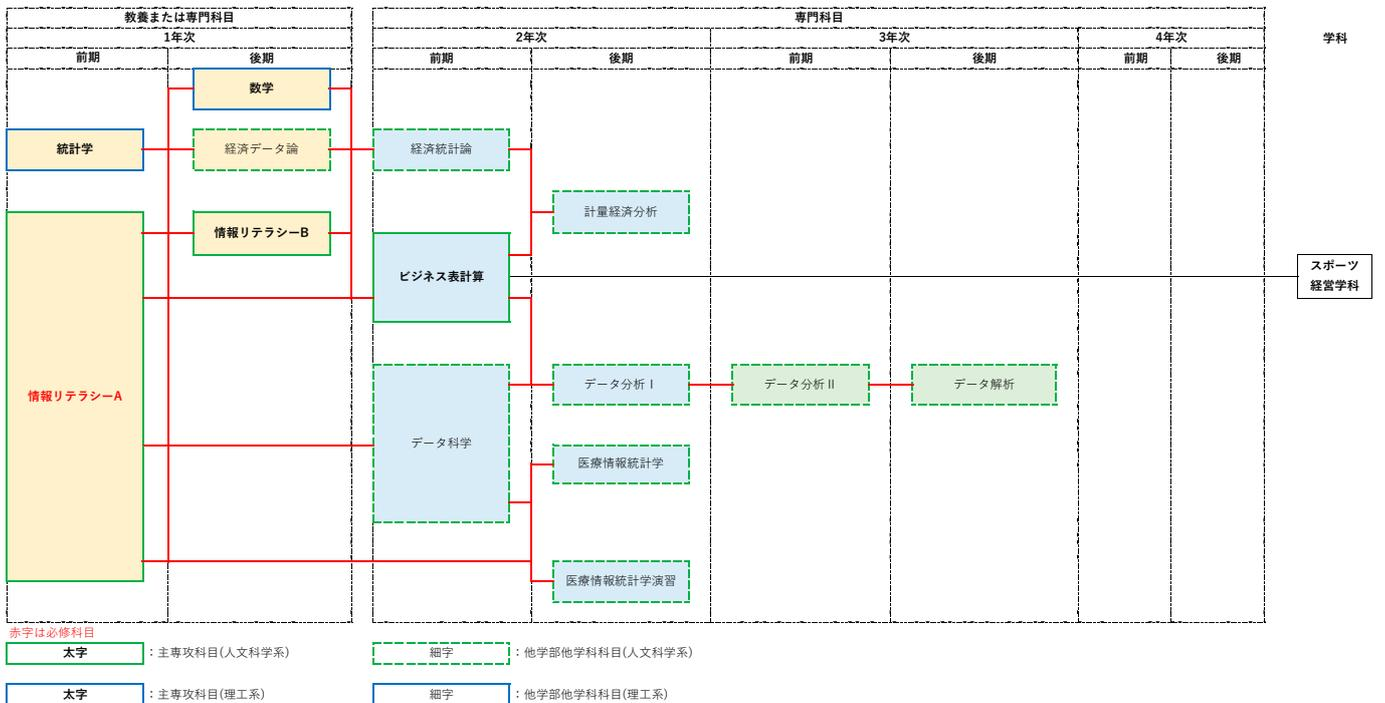 教養または専門科目
専門科目
1年次
2年次
3年次
4年次
学科
前期
後期
前期
後期
前期
後期
前期
後期
数学
統計学
経済データ論
経済統計論
計量経済分析
情報リテラシーB
ビジネス表計算
スポーツ
経営学科
情報リテラシーA
データ分析Ⅰ
データ分析Ⅱ
データ解析
データ科学
医療情報統計学
医療情報統計学演習
赤字は必修科目
太字
：主専攻科目(人文科学系)
細字
：他学部他学科科目(人文科学系)
太字
：主専攻科目(理工系)
細字
：他学部他学科科目(理工系)